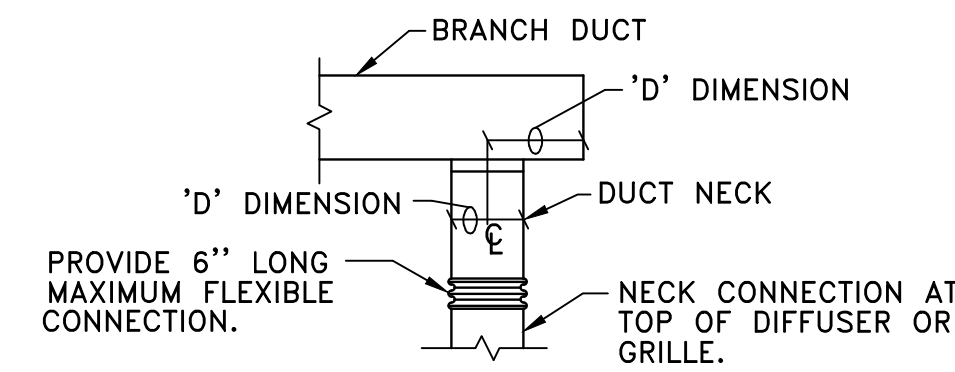 BRANCH DUCT
'D' DIMENSION
'D' DIMENSION
DUCT NECK
CL
PROVIDE 6'' LONG
MAXIMUM FLEXIBLE
CONNECTION.
NECK CONNECTION AT
TOP OF DIFFUSER OR
GRILLE.